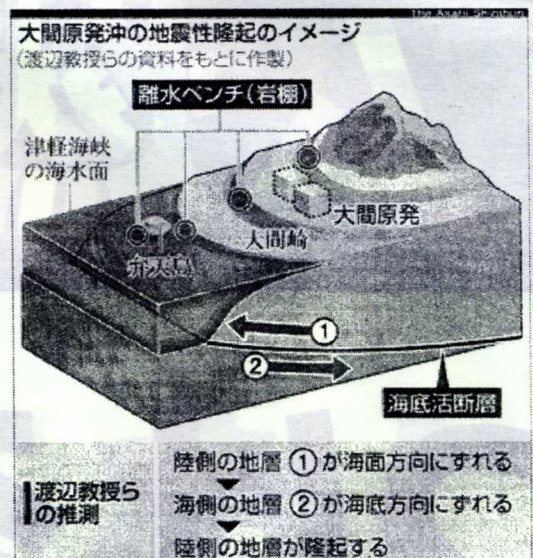 The Asahi Shimbun
大間原発沖の地震性隆起のイメージ
(渡辺教授らの資料をもとに作製)
離水ベンチ(岩棚)
津軽海峡
の海水面
大間原発
大間崎
弁天島
①
②
海底活断層
渡辺教授ら
の推測
陸側の地層 ① が海面方向にずれる
▼
海側の地層 ② が海底方向にずれる
▼
陸側の地層が隆起する